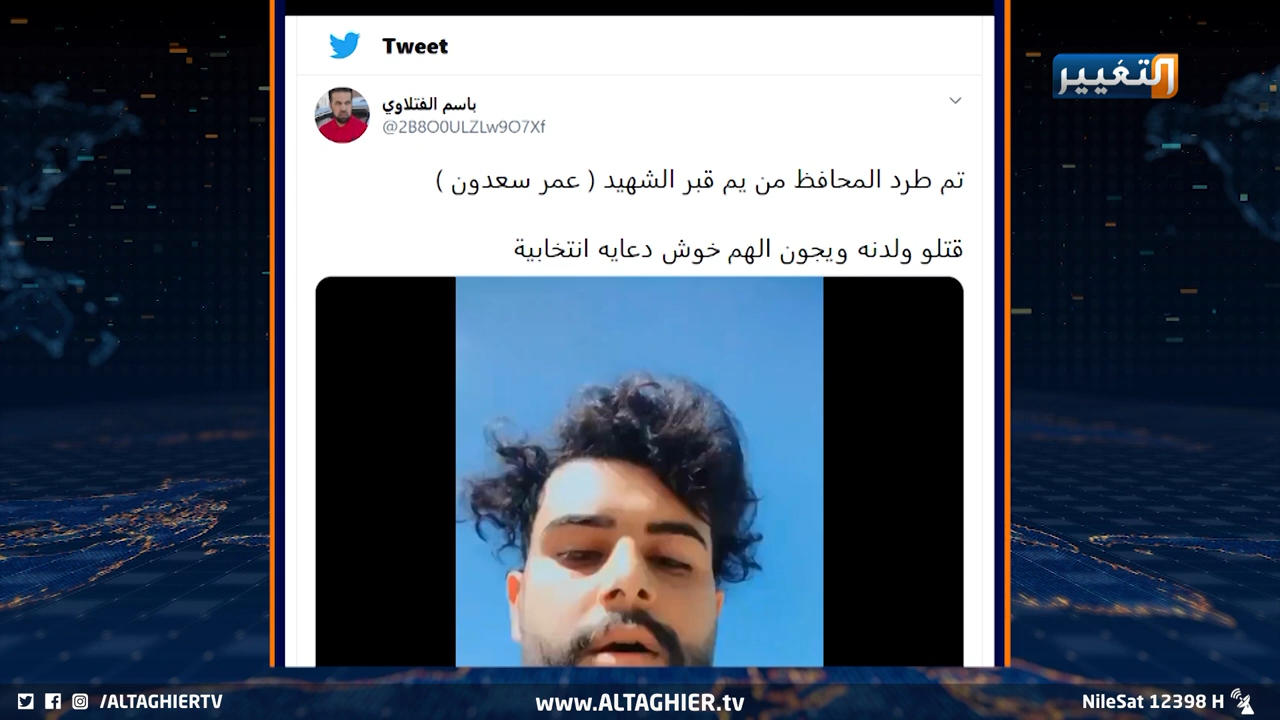 Tweet
التغيير
باسم الفتلاوي
@2B8O0ULZLw9O7Xf
تم طرد المحافظ من يم قبر الشهيد ( عمر سعدون )
قتلو ولدنه ويجون الهم خوش دعايه انتخابية
/ALTAGHIERTV
www.ALTAGHIER.tv
NileSat 12398 H